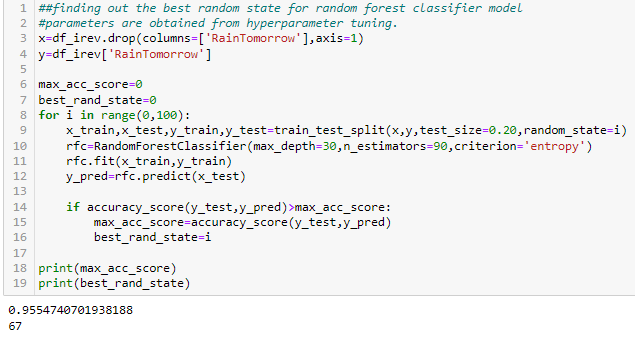 1 ##finding out the best random state for random forest classifier model
2 #parameters are obtained from hyperparameter tuning.
3 x=df_irev.drop(columns=['RainTomorrow'],axis=1)
4 y=df_irev['RainTomorrow']
5
6 max_acc_score=0
7 best_rand_state=0
8 for i in range(0,100):
9     x_train,x_test,y_train,y_test=train_test_split(x,y,test_size=0.20,random_state=i)
10     rfc=RandomForestClassifier(max_depth=30,n_estimators=90,criterion='entropy')
11     rfc.fit(x_train,y_train)
12     y_pred=rfc.predict(x_test)
13
14     if accuracy_score(y_test,y_pred)>max_acc_score:
15         max_acc_score=accuracy_score(y_test,y_pred)
16         best_rand_state=i
17
18 print(max_acc_score)
19 print(best_rand_state)
0.9554740701938188
67